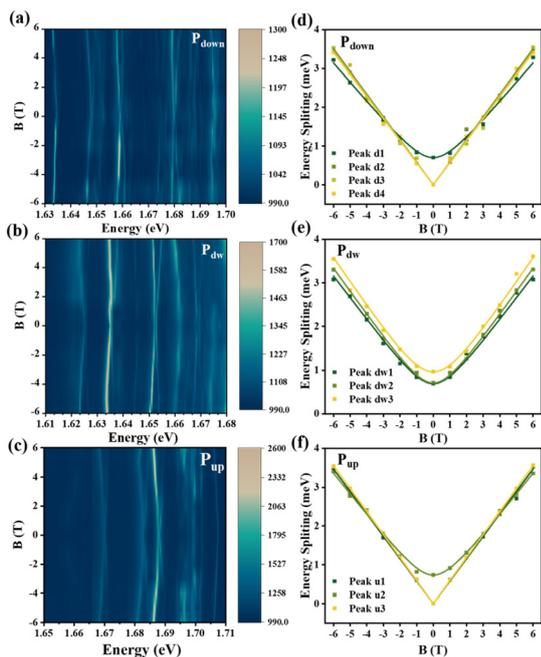 (a)
P_down
B (T)
6
4
2
0
-2
-4
-6
1.63 1.64 1.65 1.66 1.67 1.68 1.69 1.70
Energy (eV)
1300
1248
1197
1145
1094
1042
990.0
(d)
P_down
Energy Spliting (meV)
4
3
2
1
0
Peak d1
Peak d2
Peak d3
Peak d4
-6 -5 -4 -3 -2 -1 0 1 2 3 4 5 6
B (T)
(b)
P_dw
B (T)
6
4
2
0
-2
-4
-6
1.61 1.62 1.63 1.64 1.65 1.66 1.67 1.68
Energy (eV)
1700
1582
1463
1345
1227
1108
990.0
(e)
P_dw
Energy Spliting (meV)
4
3
2
1
0
Peak dw1
Peak dw2
Peak dw3
-6 -5 -4 -3 -2 -1 0 1 2 3 4 5 6
B (T)
(c)
P_up
B (T)
6
4
2
0
-2
-4
-6
1.65 1.66 1.67 1.68 1.69 1.70 1.71
Energy (eV)
2600
2332
2063
1795
1527
1258
990.0
(f)
P_up
Energy Spliting (meV)
4
3
2
1
0
Peak u1
Peak u2
Peak u3
-6 -5 -4 -3 -2 -1 0 1 2 3 4 5 6
B (T)